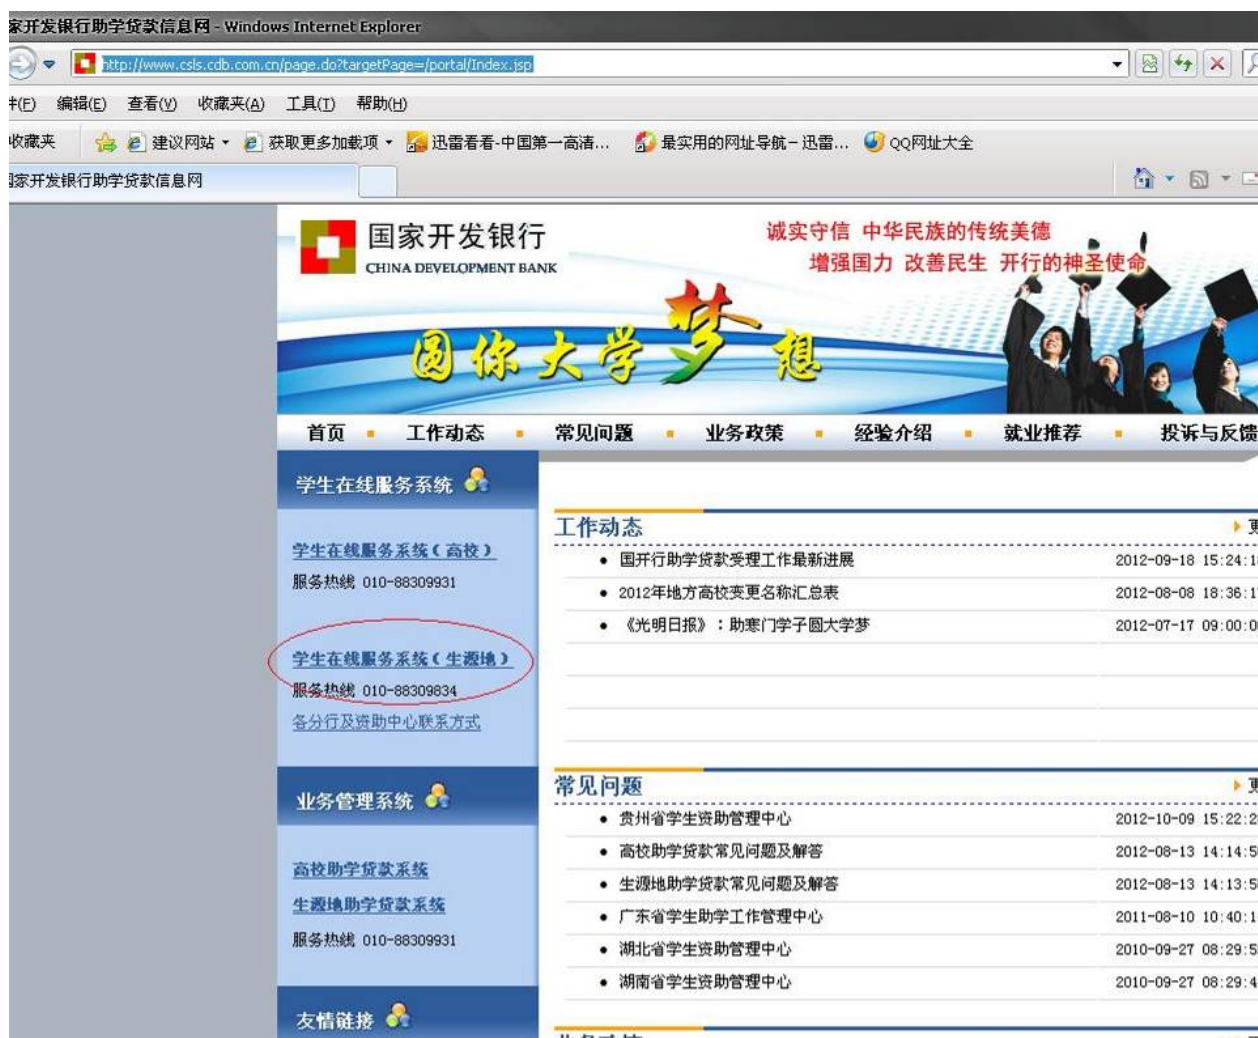 家开发银行助学贷款信息网 - Windows Internet Explorer
http://www.csls.cdb.com.cn/page.do?targetPage=/portal/Index.jsp
(F) 编辑(E) 查看(V) 收藏夹(A) 工具(T) 帮助(H)
收藏夹 建议网站 获取更多加载项 迅雷看看-中国第一高清... 最实用的网址导航-迅雷... QQ网址大全
国家开发银行助学贷款信息网
国家开发银行
CHINA DEVELOPMENT BANK
诚实守信 中华民族的传统美德
增强国力 改善民生 开行的神圣使命
圆你大学梦想
首页 工作动态 常见问题 业务政策 经验介绍 就业推荐 投诉与反馈
学生在线服务系统
学生在线服务系统(高校)
服务热线 010-88309931
学生在线服务系统(生源地)
服务热线 010-88309834
各分行及资助中心联系方式
业务管理系统
高校助学贷款系统
生源地助学贷款系统
服务热线 010-88309931
友情链接
工作动态
国开行助学贷款受理工作最新进展 2012-09-18 15:24:1
2012年地方高校变更名称汇总表 2012-08-08 18:36:1
《光明日报》：助寒门学子圆大学梦 2012-07-17 09:00:0
常见问题
贵州省学生资助管理中心 2012-10-09 15:22:2
高校助学贷款常见问题及解答 2012-08-13 14:14:5
生源地助学贷款常见问题及解答 2012-08-13 14:13:5
广东省学生助学工作管理中心 2011-08-10 10:40:1
湖北省学生资助管理中心 2010-09-27 08:29:5
湖南省学生资助管理中心 2010-09-27 08:29:4